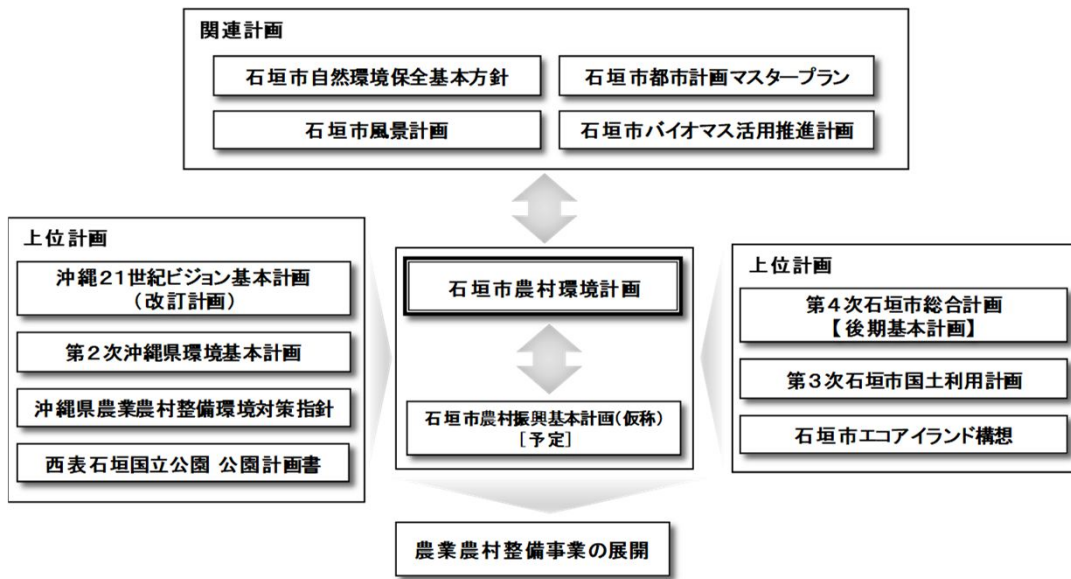 関連計画
石垣市自然環境保全基本方針
石垣市都市計画マスタープラン
石垣市風景計画
石垣市バイオマス活用推進計画
上位計画
沖縄21世紀ビジョン基本計画
（改訂計画）
第２次沖縄県環境基本計画
沖縄県農業農村整備環境対策指針
西表石垣国立公園 公園計画書
石垣市農村環境計画
石垣市農村振興基本計画(仮称)
［予定］
上位計画
第４次石垣市総合計画
【後期基本計画】
第３次石垣市国土利用計画
石垣市エコアイランド構想
農業農村整備事業の展開